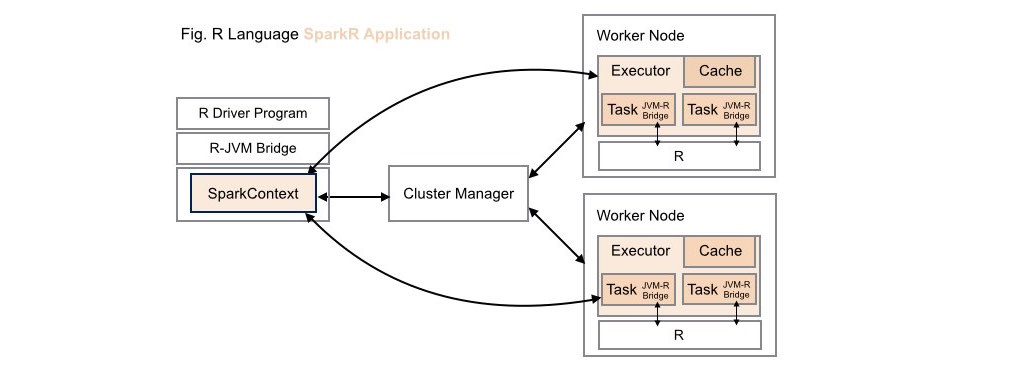 Fig. R Language SparkR Application
R Driver Program
R-JVM Bridge
SparkContext
Cluster Manager
Worker Node
Executor
Cache
Task
JVM-R
Bridge
Task
JVM-R
Bridge
R
Worker Node
Executor
Cache
Task
JVM-R
Bridge
Task
JVM-R
Bridge
R